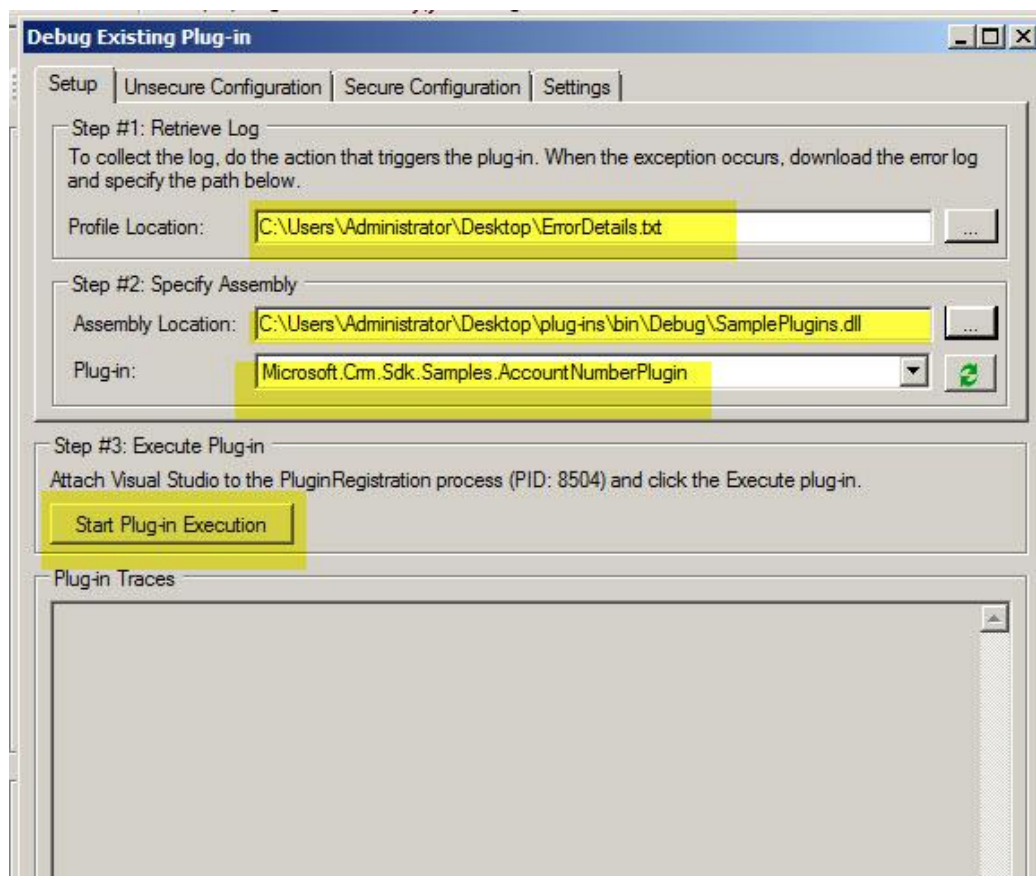 Debug Existing Plug-in
Setup Unsecure Configuration Secure Configuration Settings
Step #1: Retrieve Log
To collect the log, do the action that triggers the plug-in. When the exception occurs, download the error log
and specify the path below.
Profile Location: C:\Users\Administrator\Desktop\ErrorDetails.txt ...
Step #2: Specify Assembly
Assembly Location: C:\Users\Administrator\Desktop\plug-ins\bin\Debug\SamplePlugins.dll ...
Plug-in: Microsoft.Crm.Sdk.Samples.AccountNumberPlugin
Step #3: Execute Plug-in
Attach Visual Studio to the PluginRegistration process (PID: 8504) and click the Execute plug-in.
Start Plug-in Execution
Plug-in Traces